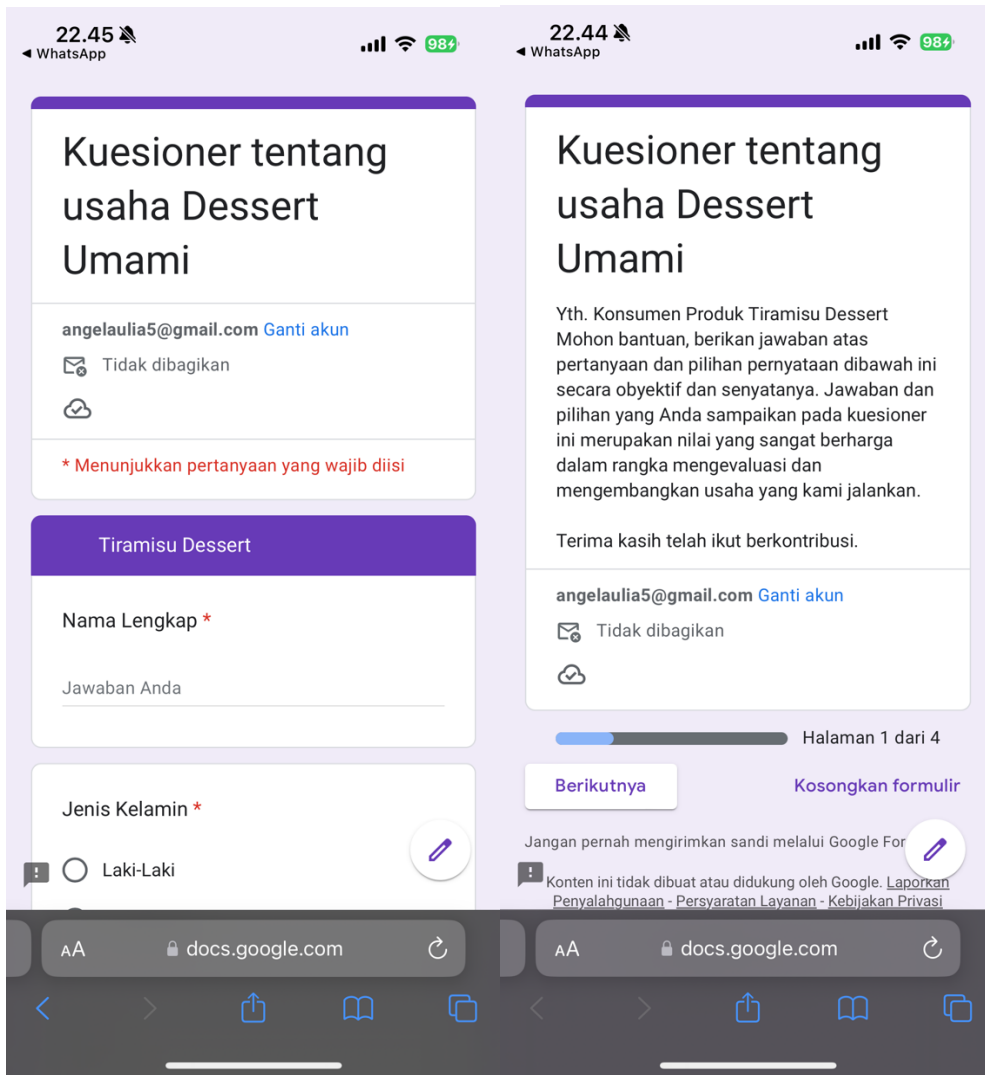 22.45
WhatsApp
98
Kuesioner tentang
usaha Dessert
Umami
angelaulia5@gmail.com Ganti akun
Tidak dibagikan
* Menunjukkan pertanyaan yang wajib diisi
Tiramisu Dessert
Nama Lengkap *
Jawaban Anda
Jenis Kelamin *
Laki-Laki
AA docs.google.com
22.44
WhatsApp
98
Kuesioner tentang
usaha Dessert
Umami
Yth. Konsumen Produk Tiramisu Dessert
Mohon bantuan, berikan jawaban atas
pertanyaan dan pilihan pernyataan dibawah ini
secara obyektif dan senyatanya. Jawaban dan
pilihan yang Anda sampaikan pada kuesioner
ini merupakan nilai yang sangat berharga
dalam rangka mengevaluasi dan
mengembangkan usaha yang kami jalankan.
Terima kasih telah ikut berkontribusi.
angelaulia5@gmail.com Ganti akun
Tidak dibagikan
Halaman 1 dari 4
Berikutnya
Kosongkan formulir
Jangan pernah mengirimkan sandi melalui Google For
Konten ini tidak dibuat atau didukung oleh Google. Laporkan
Penyalahgunaan - Persyaratan Layanan - Kebijakan Privasi
AA docs.google.com